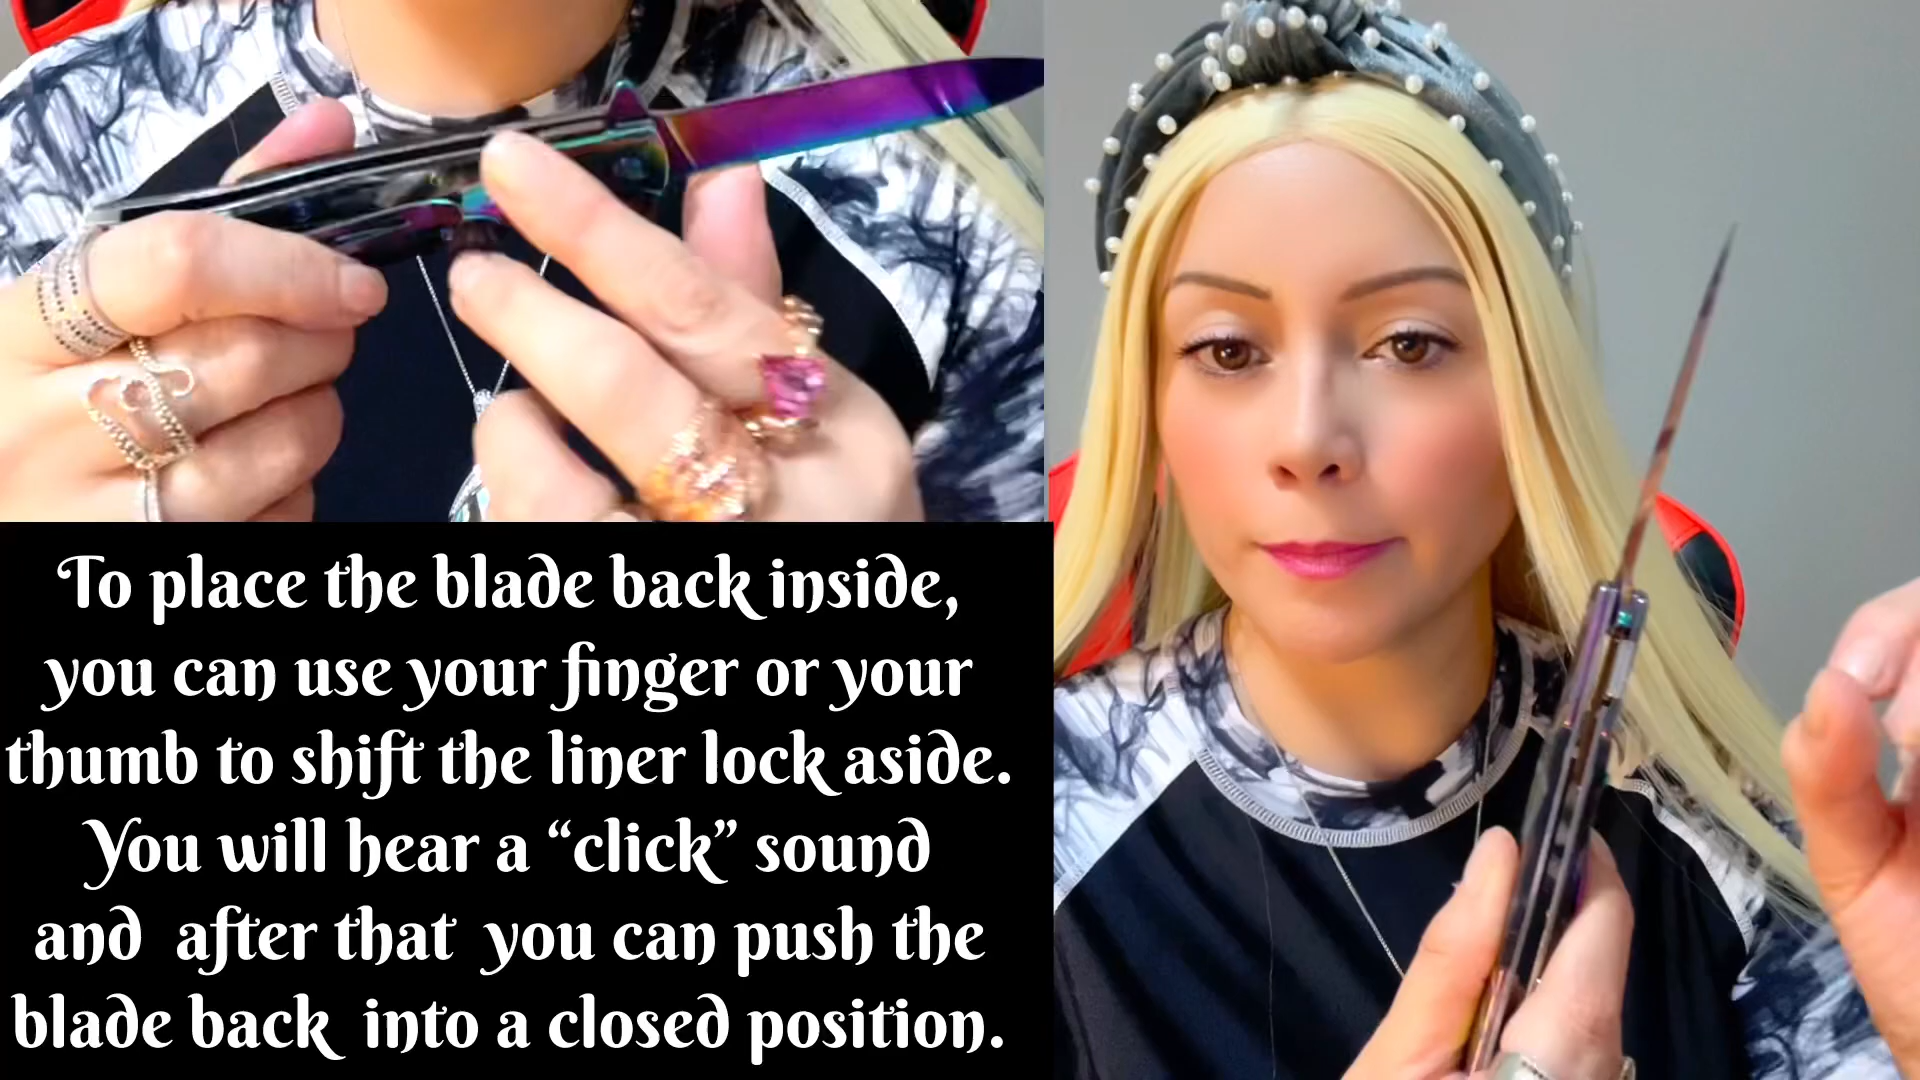 To place the blade back inside,
you can use your finger or your
thumb to shift the liner lock aside.
You will hear a “click” sound
and after that you can push the
blade back into a closed position.